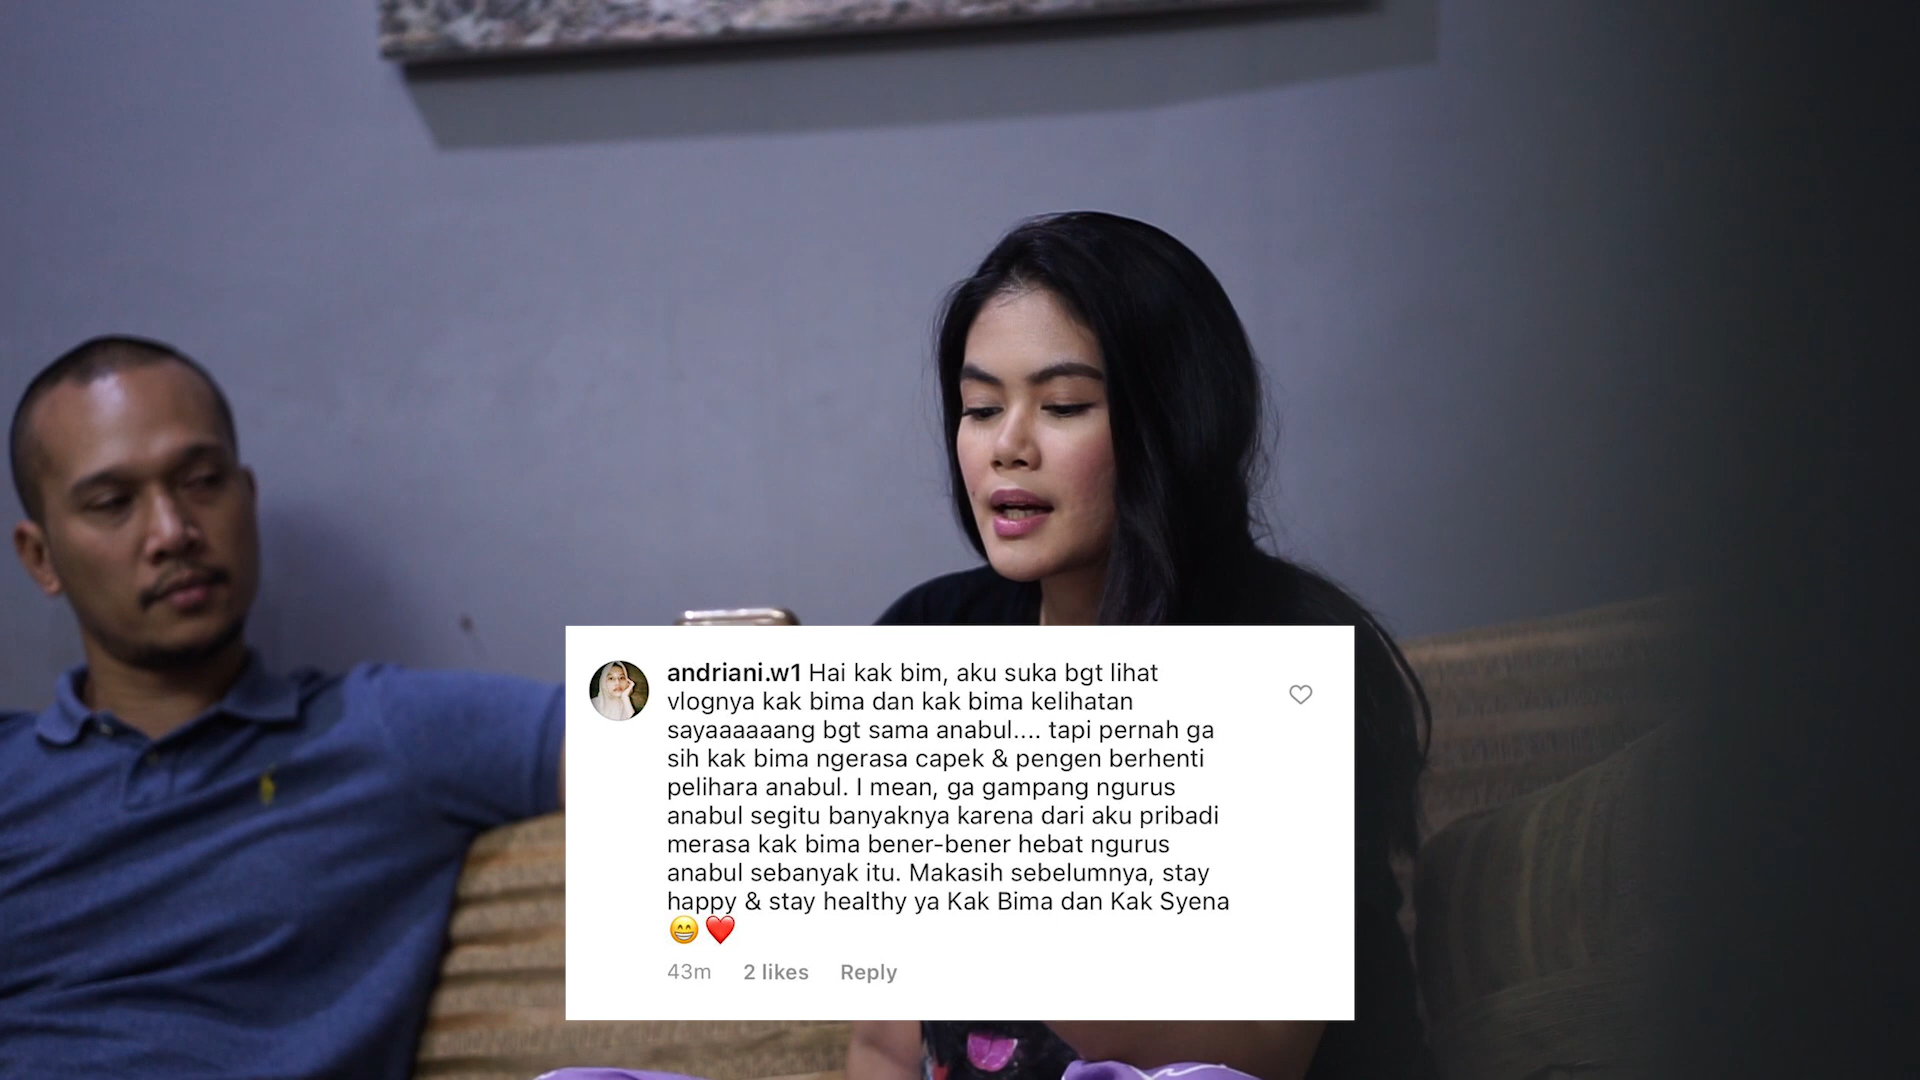 andriani.w1 Hai kak bim, aku suka bgt lihat
vlognya kak bima dan kak bima kelihatan
sayaaaaaang bgt sama anabul.... tapi pernah ga
sih kak bima ngerasa capek & pengen berhenti
pelihara anabul. I mean, ga gampang ngurus
anabul segitu banyaknya karena dari aku pribadi
merasa kak bima bener-bener hebat ngurus
anabul sebanyak itu. Makasih sebelumnya, stay
happy & stay healthy ya Kak Bima dan Kak Syena
😁❤️
43m 2 likes Reply